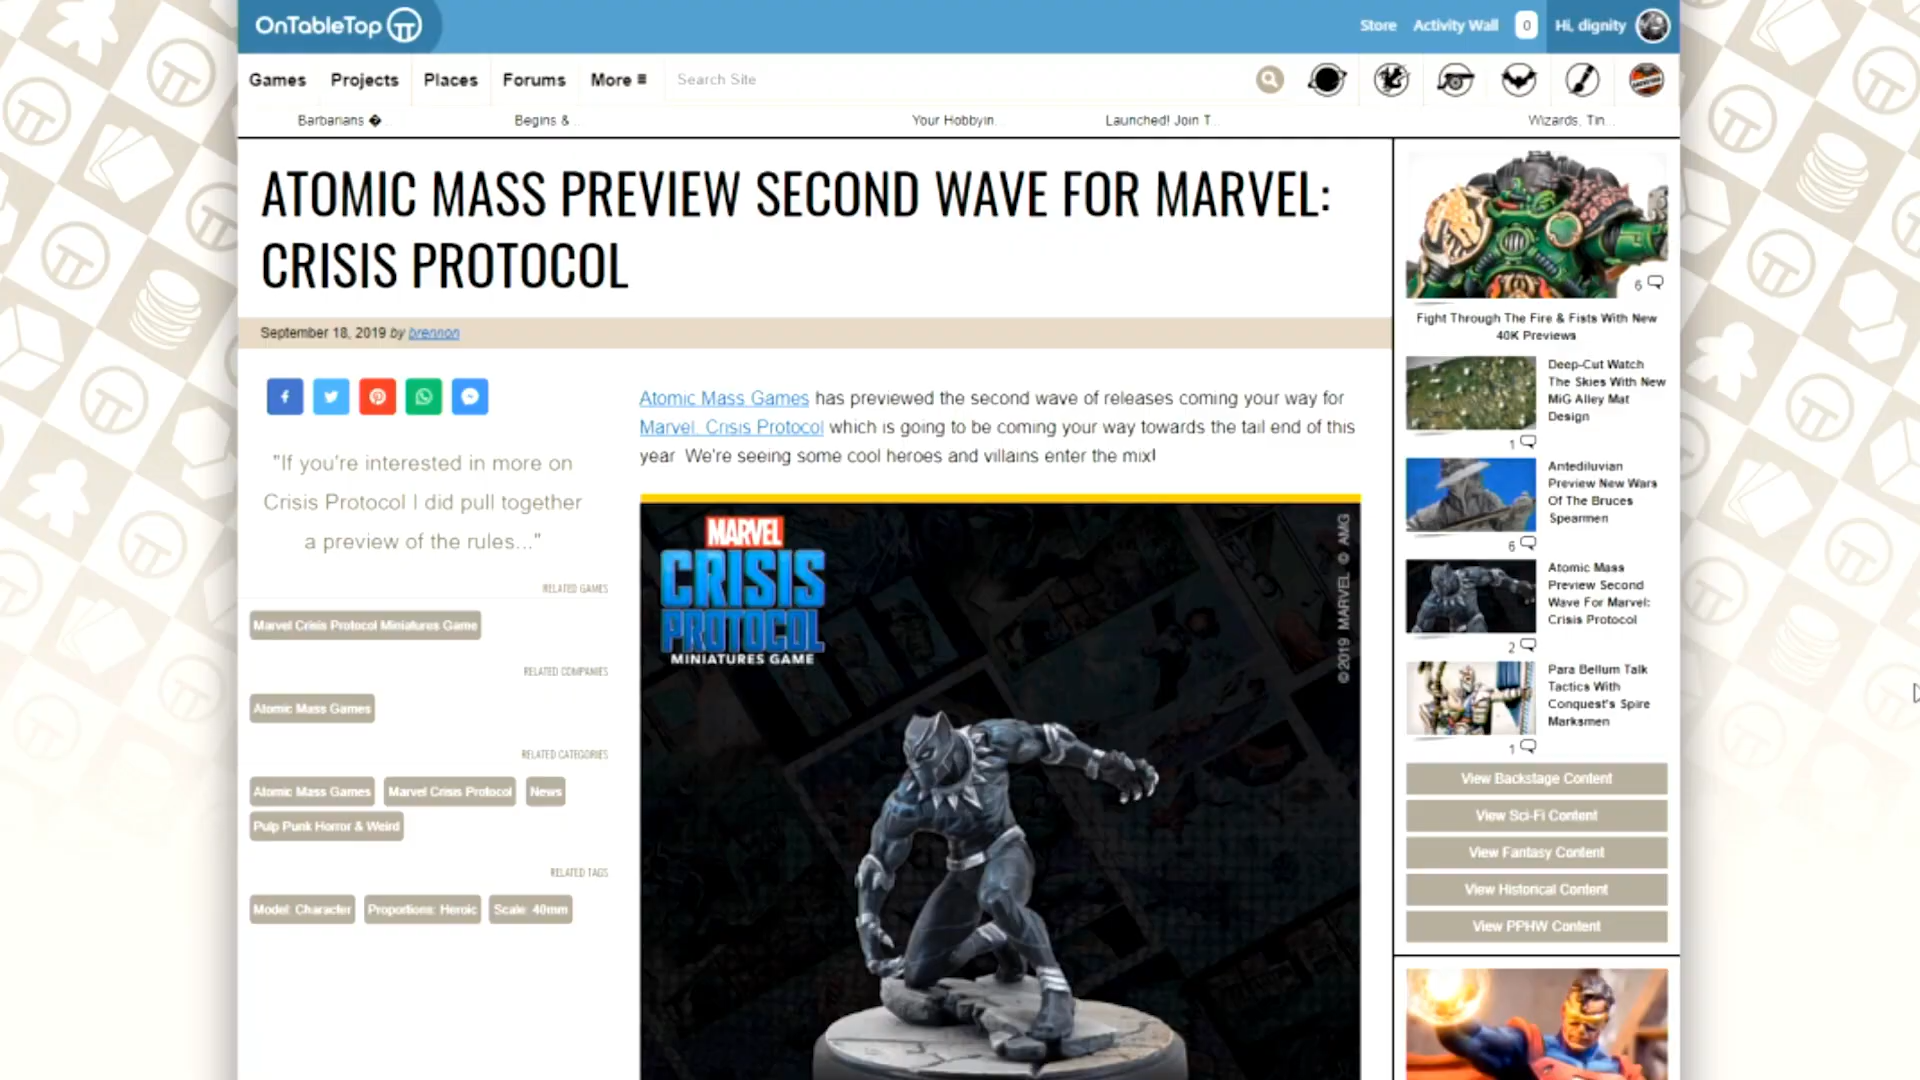 OnTableTop
Store Activity Wall 0 Hi, dignity
Games Projects Places Forums More Search Site
Barbarians � Begins & ... Your Hobbyin... Launched! Join T... Wizards, Tin...
ATOMIC MASS PREVIEW SECOND WAVE FOR MARVEL:
CRISIS PROTOCOL
September 18, 2019 by brennon
"If you're interested in more on
Crisis Protocol I did pull together
a preview of the rules..."
RELATED GAMES
Marvel Crisis Protocol Miniatures Game
RELATED COMPANIES
Atomic Mass Games
RELATED CATEGORIES
Atomic Mass Games Marvel Crisis Protocol News
Pulp Punk Horror & Weird
RELATED TAGS
Model: Character Proportions: Heroic Scale: 40mm
Atomic Mass Games has previewed the second wave of releases coming your way for
Marvel: Crisis Protocol which is going to be coming your way towards the tail end of this
year. We're seeing some cool heroes and villains enter the mix!
MARVEL
CRISIS
PROTOCOL
MINIATURES GAME
©2019 MARVEL © AMG
6
Fight Through The Fire & Fists With New
40K Previews
Deep-Cut Watch
The Skies With New
MiG Alley Mat
Design
1
Antediluvian
Preview New Wars
Of The Bruces
Spearmen
6
Atomic Mass
Preview Second
Wave For Marvel:
Crisis Protocol
2
Para Bellum Talk
Tactics With
Conquest's Spire
Marksmen
1
View Backstage Content
View Sci-Fi Content
View Fantasy Content
View Historical Content
View PPHW Content